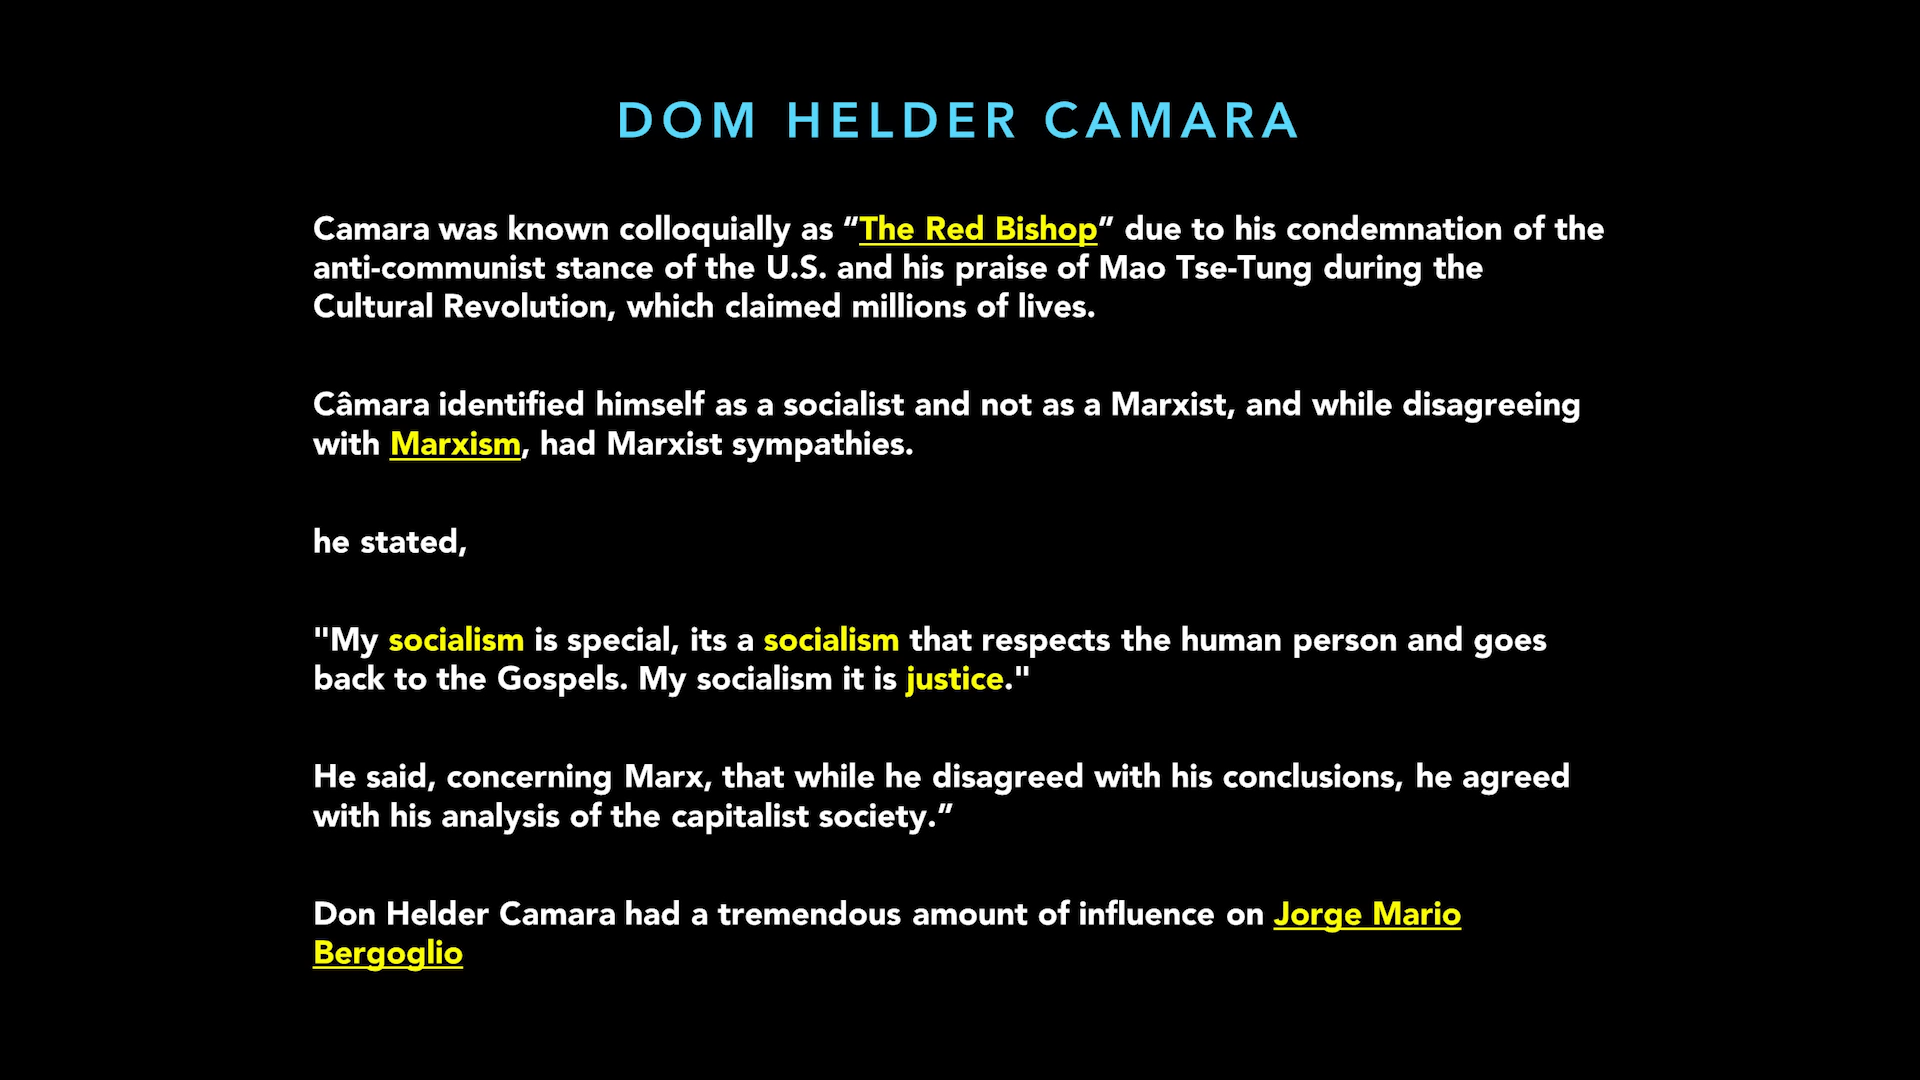 DOM HELDER CAMARA
Camara was known colloquially as “The Red Bishop” due to his condemnation of the
anti-communist stance of the U.S. and his praise of Mao Tse-Tung during the
Cultural Revolution, which claimed millions of lives.
Câmara identified himself as a socialist and not as a Marxist, and while disagreeing
with Marxism, had Marxist sympathies.
he stated,
"My socialism is special, its a socialism that respects the human person and goes
back to the Gospels. My socialism it is justice."
He said, concerning Marx, that while he disagreed with his conclusions, he agreed
with his analysis of the capitalist society.”
Don Helder Camara had a tremendous amount of influence on Jorge Mario
Bergoglio